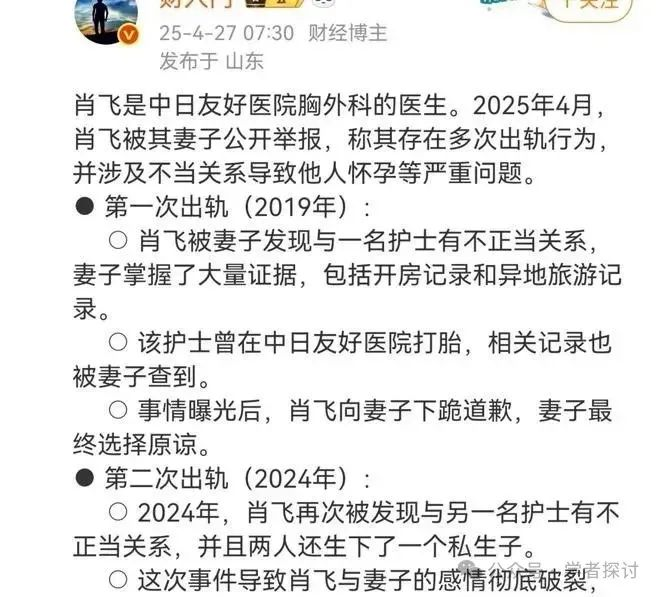 25-4-27 07:30 财经博主
发布于 山东
肖飞是中日友好医院胸外科的医生。2025年4月，
肖飞被其妻子公开举报，称其存在多次出轨行为，
并涉及不当关系导致他人怀孕等严重问题。
● 第一次出轨（2019年）：
○ 肖飞被妻子发现与一名护士有不正当关系，
妻子掌握了大量证据，包括开房记录和异地旅游记
录。
○ 该护士曾在中日友好医院打胎，相关记录也
被妻子查到。
○ 事情曝光后，肖飞向妻子下跪道歉，妻子最
终选择原谅。
● 第二次出轨（2024年）：
○ 2024年，肖飞再次被发现与另一名护士有不
正当关系，并且两人还生下了一个私生子。
○ 这次事件导致肖飞与妻子的感情彻底破裂，
公众号·学者探讨